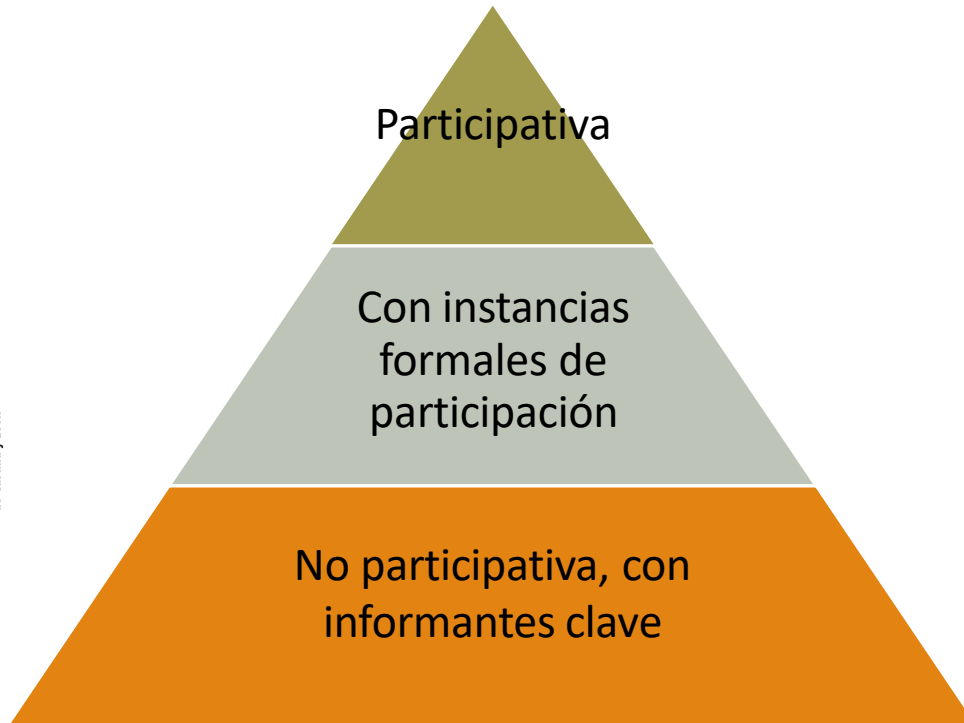 Participativa
Con instancias
formales de
participación
No participativa, con
informantes clave